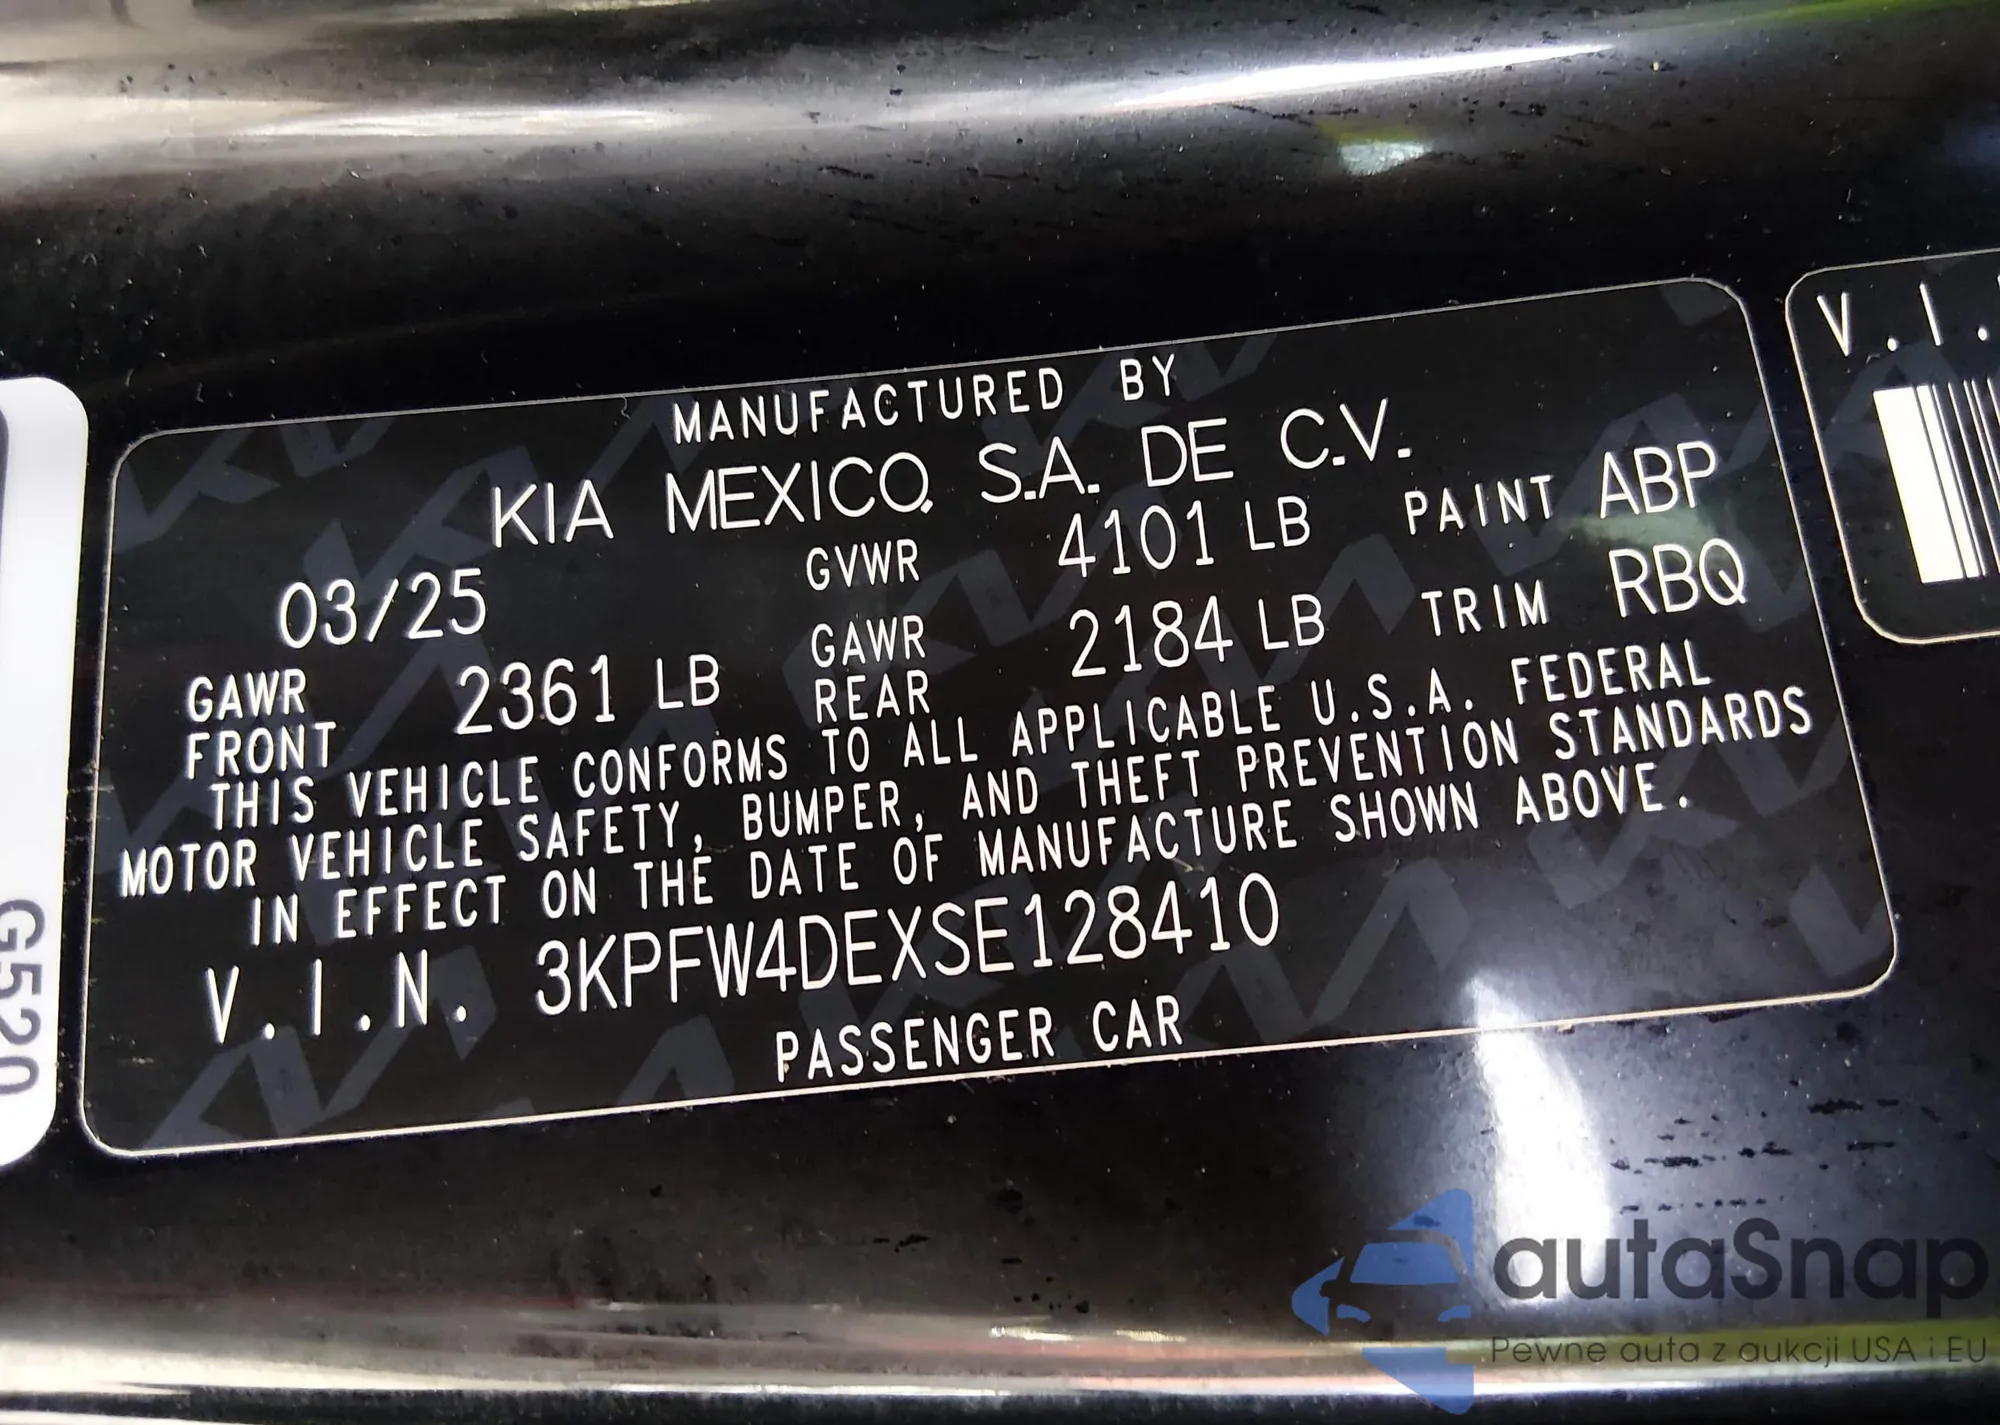 MANUFACTURED BY
KIA MEXICO, S.A. DE C.V.
03/25 GVWR 4101 LB PAINT ABP
GAWR FRONT 2361 LB GAWR REAR 2184 LB TRIM RBQ
THIS VEHICLE CONFORMS TO ALL APPLICABLE U.S.A. FEDERAL
MOTOR VEHICLE SAFETY, BUMPER, AND THEFT PREVENTION STANDARDS
IN EFFECT ON THE DATE OF MANUFACTURE SHOWN ABOVE.
V.I.N. 3KPFW4DEXSE128410
PASSENGER CAR
V.I.
G520
autaSnap
Pewne auta z aukcji USA i EU